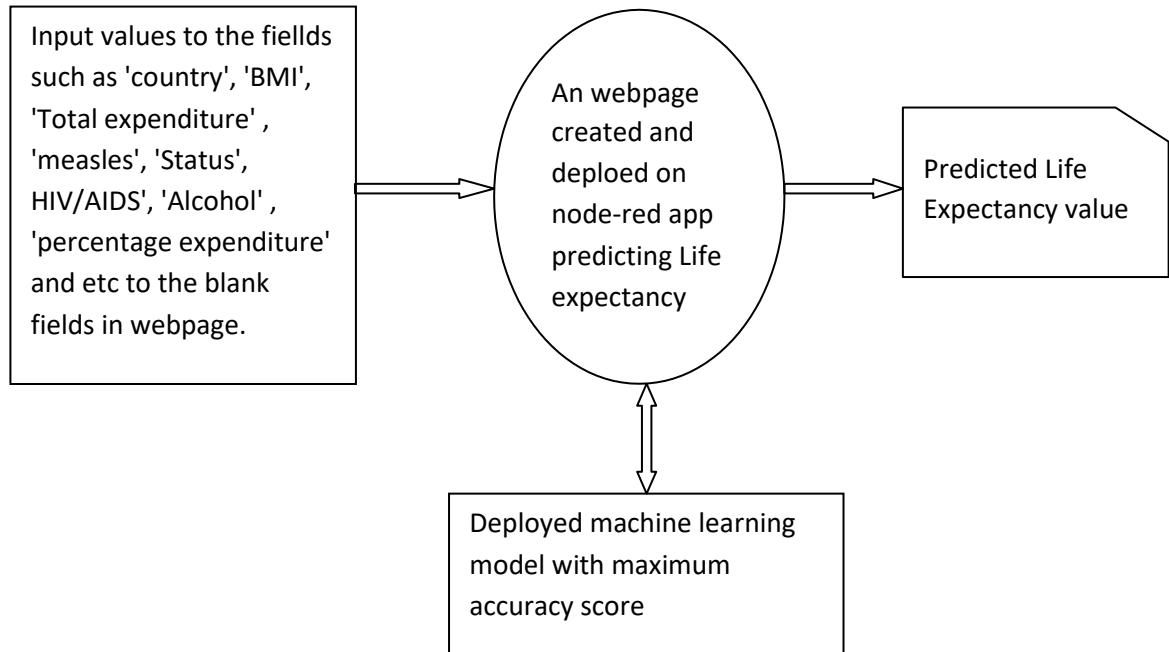 Input values to the fiellds
such as 'country', 'BMI',
'Total expenditure' ,
'measles', 'Status',
HIV/AIDS', 'Alcohol' ,
'percentage expenditure'
and etc to the blank
fields in webpage.
An webpage
created and
deploed on
node-red app
predicting Life
expectancy
Predicted Life
Expectancy value
Deployed machine learning
model with maximum
accuracy score